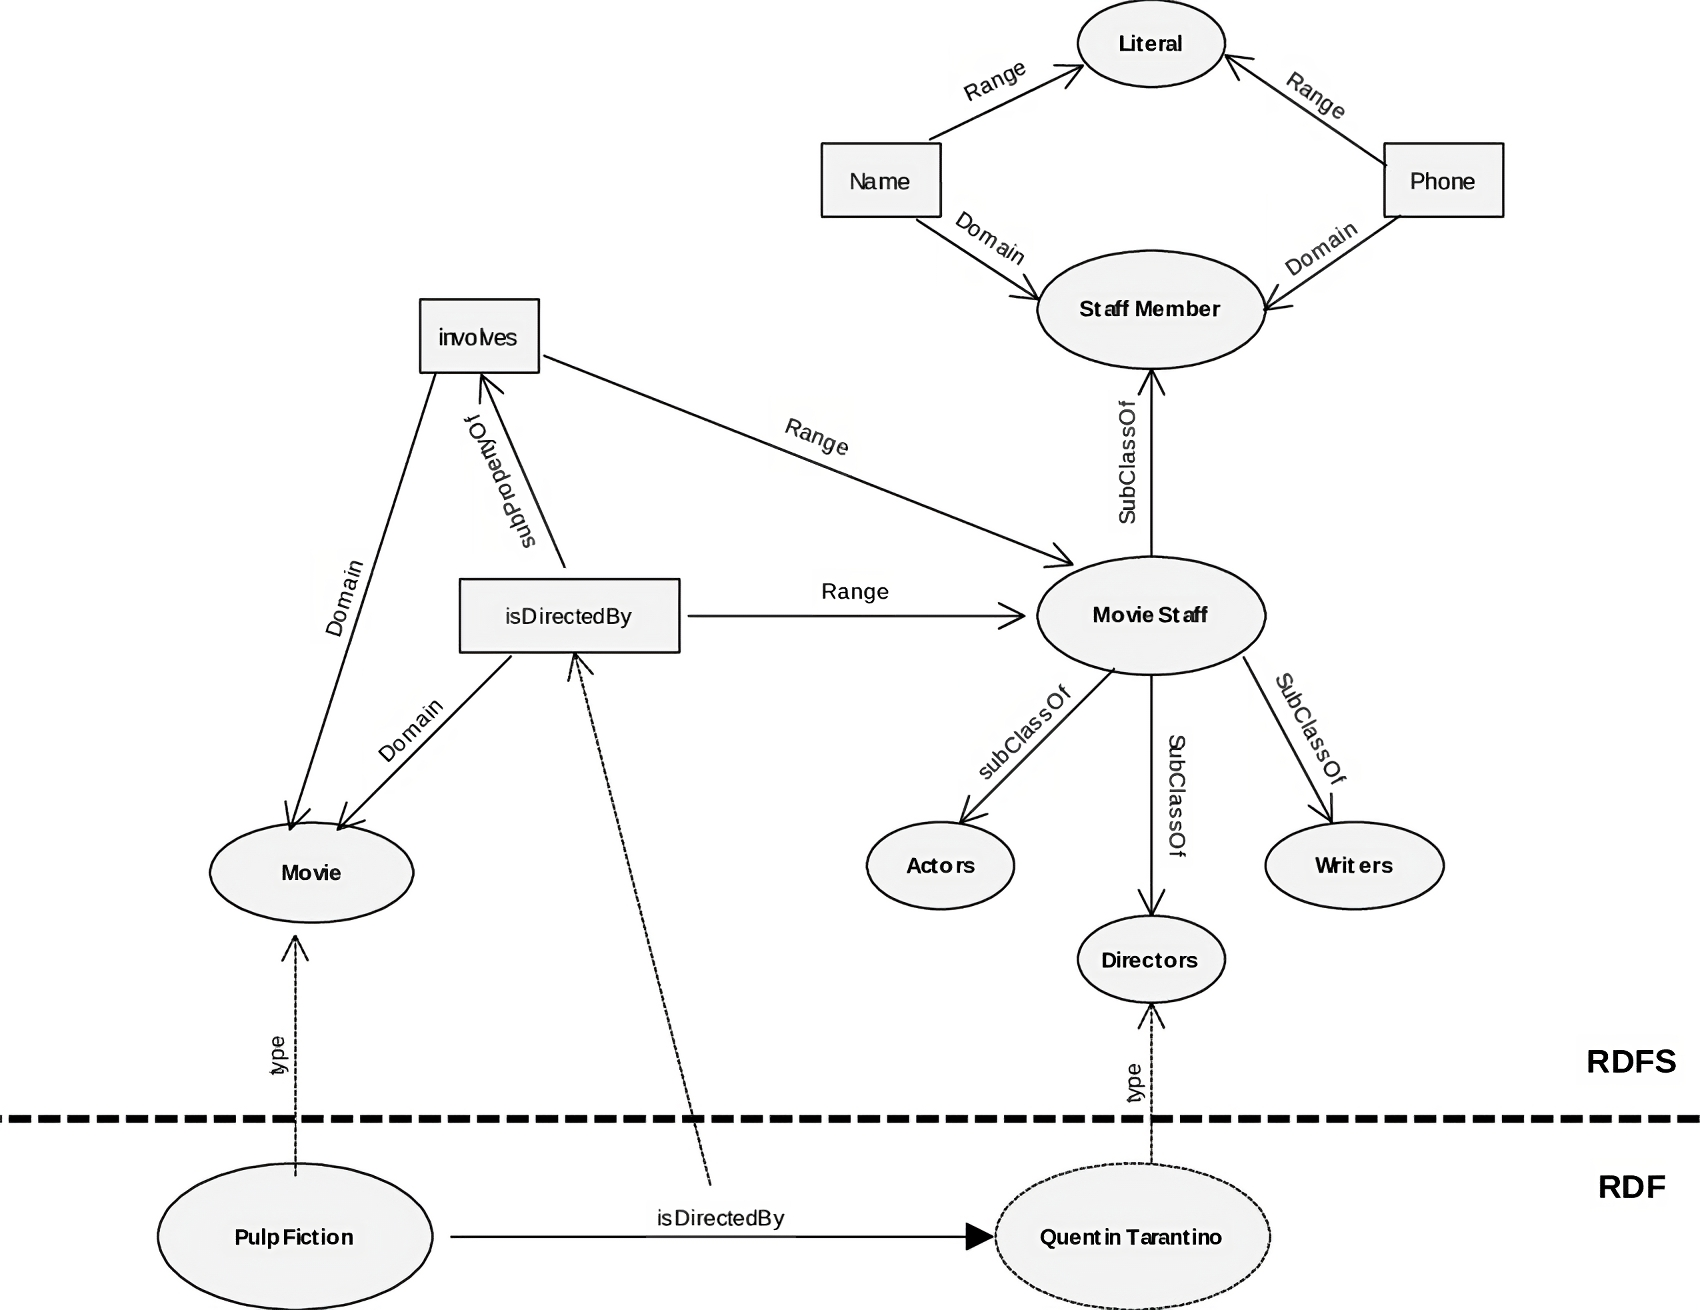 Literal
Range
Range
Name
Phone
Domain
Domain
Staff Member
involves
Range
subPropenyOf
SubClassOf
Domain
isDirectedBy
Range
Movie Staff
Domain
subClassOf
SubClassOf
SubClassOf
Movie
Actors
Writers
Directors
type
type
RDFS
RDF
Pulp Fiction
isDirectedBy
Quentin Tarantino